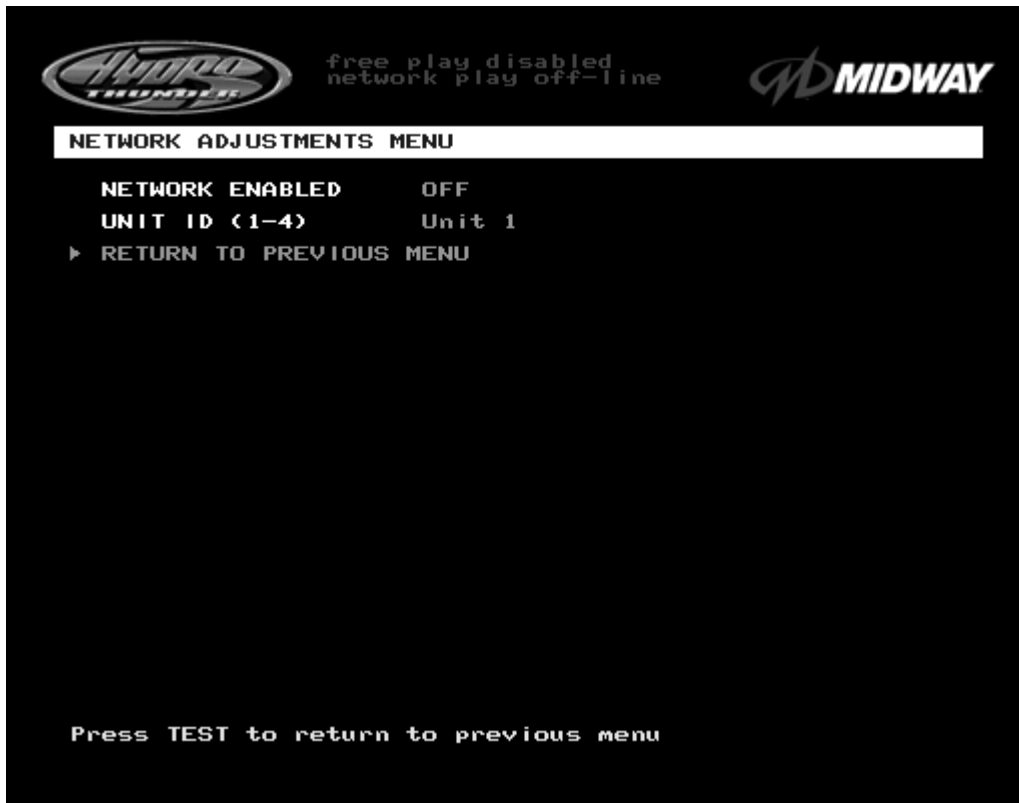 HYDRO
THUNDER
free play disabled
network play off-line
MIDWAY
NETWORK ADJUSTMENTS MENU
NETWORK ENABLED OFF
UNIT ID (1-4) Unit 1
RETURN TO PREVIOUS MENU
Press TEST to return to previous menu